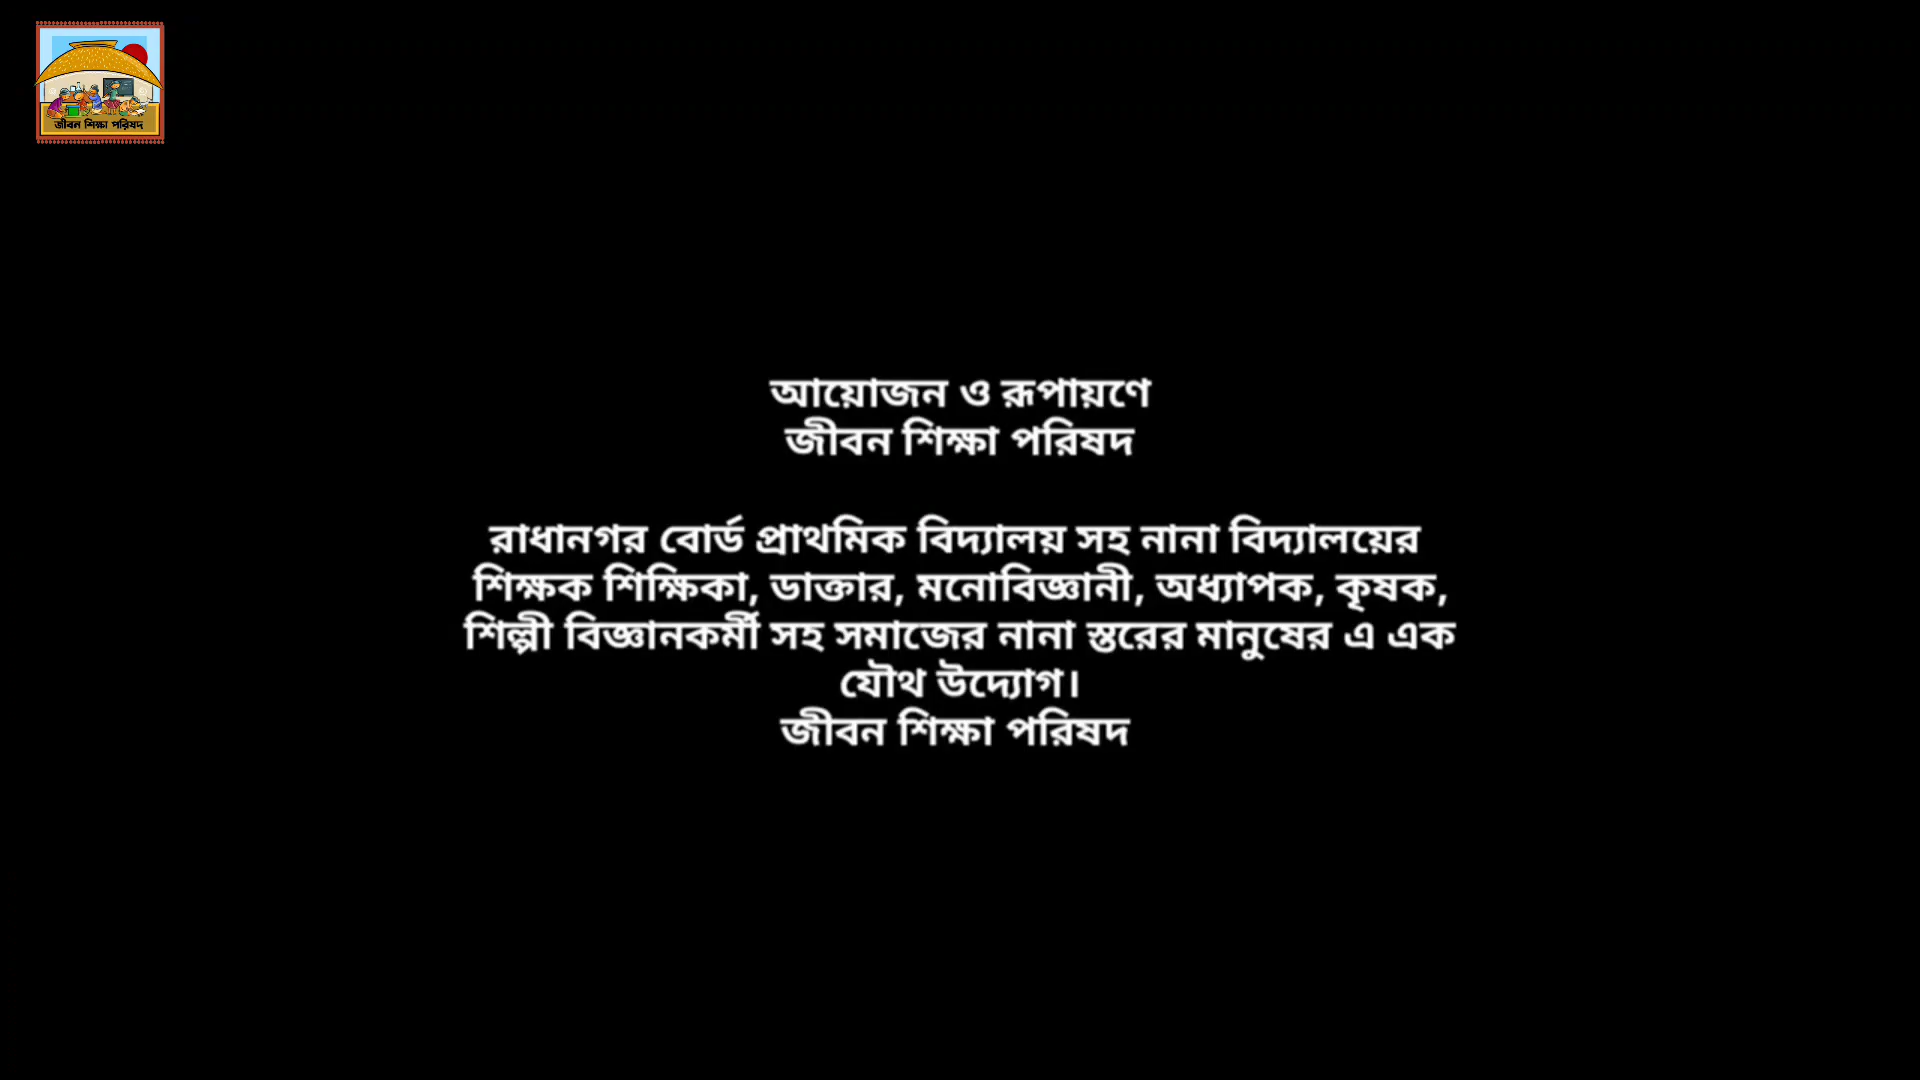 জীবন শিক্ষা পরিষদ
আয়োজন ও রূপায়ণে
জীবন শিক্ষা পরিষদ
রাধানগর বোর্ড প্রাথমিক বিদ্যালয় সহ নানা বিদ্যালয়ের
শিক্ষক শিক্ষিকা, ডাক্তার, মনোবিজ্ঞানী, অধ্যাপক, কৃষক,
শিল্পী বিজ্ঞানকর্মী সহ সমাজের নানা স্তরের মানুষের এ এক
যৌথ উদ্যোগ।
জীবন শিক্ষা পরিষদ